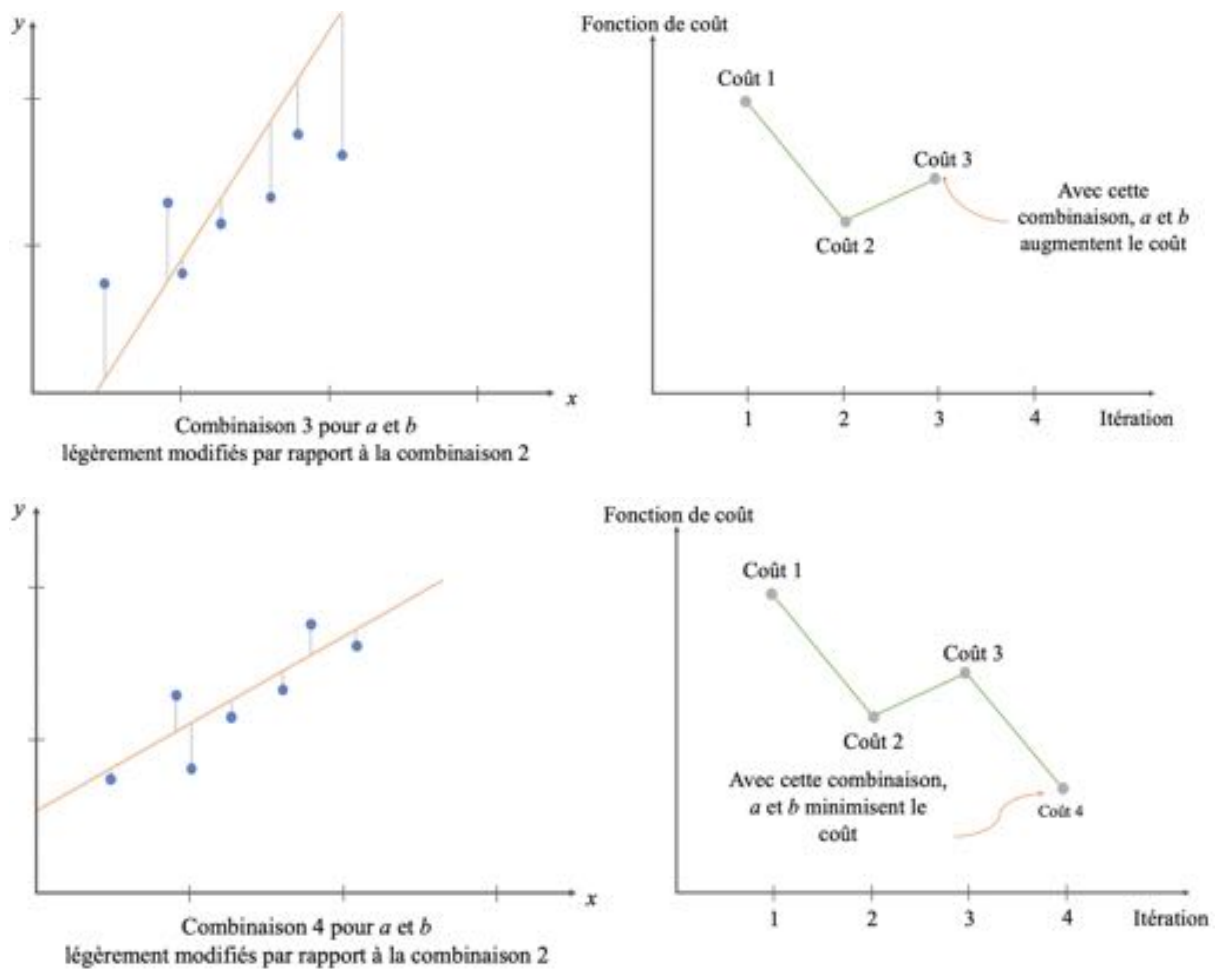 y
x
Combinaison 3 pour a et b
légèrement modifiés par rapport à la combinaison 2
Fonction de coût
Coût 1
Coût 3
Coût 2
Avec cette
combinaison, a et b
augmentent le coût
1 2 3 4 Itération
y
x
Combinaison 4 pour a et b
légèrement modifiés par rapport à la combinaison 2
Fonction de coût
Coût 1
Coût 3
Coût 2
Avec cette combinaison,
a et b minimisent le
coût
Coût 4
1 2 3 4 Itération